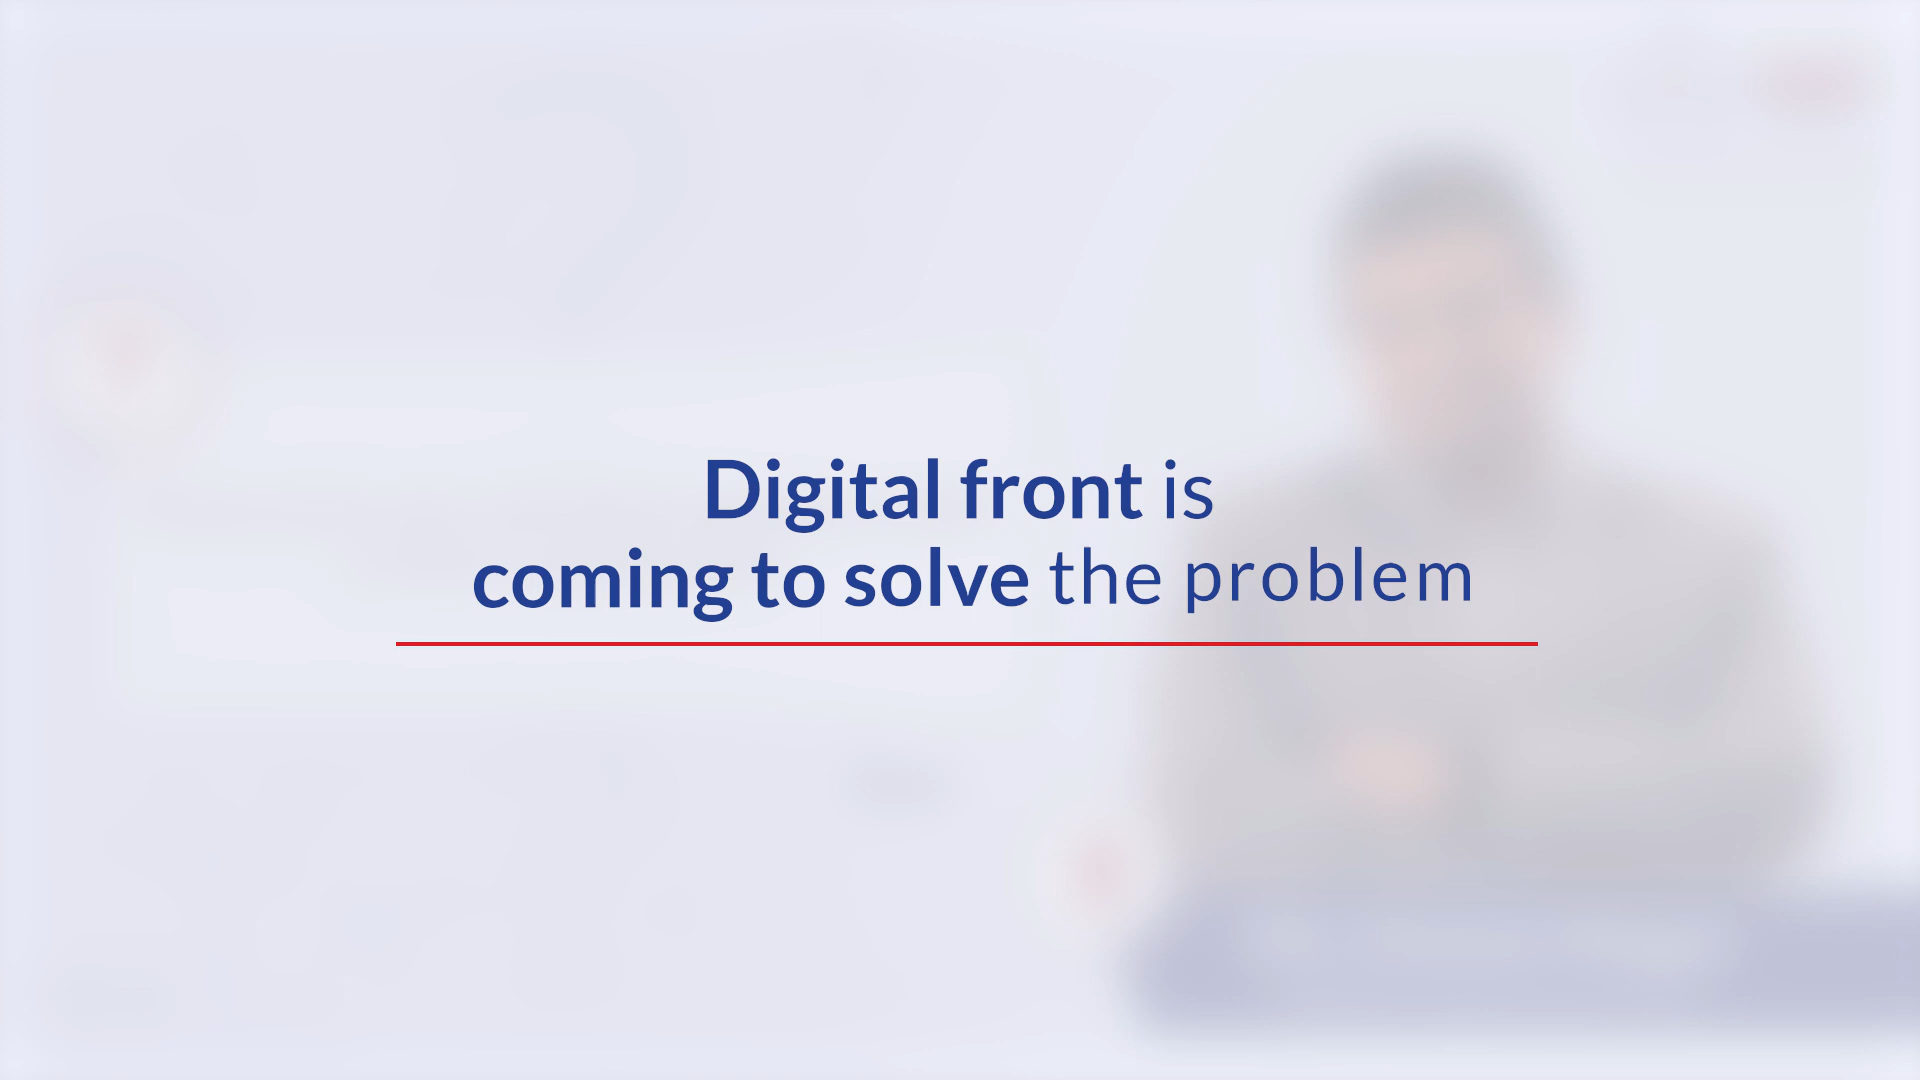 Digital front is
coming to solve the problem